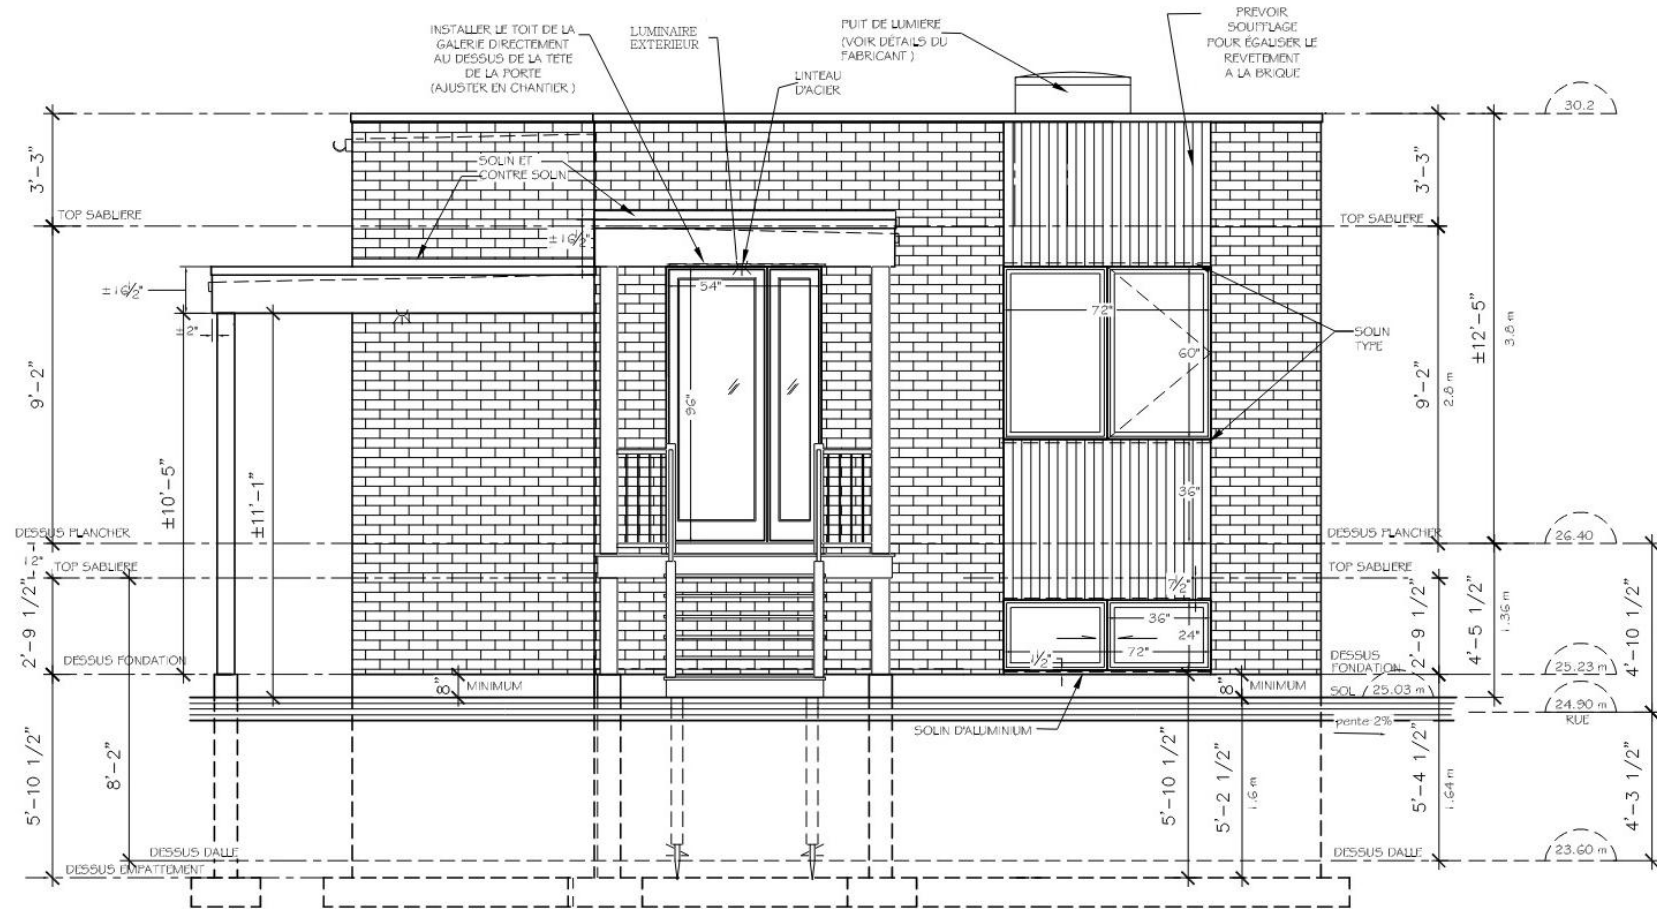 INSTALLER LE TOIT DE LA
GALERIE DIRECTEMENT
AU DESSUS DE LA TETE
DE LA PORTE
(AJUSTER EN CHANTIER)
LUMINAIRE
EXTERIEUR
LINTEAU
D'ACIER
PUIT DE LUMIERE
(VOIR DÉTAILS DU
FABRICANT)
PREVOIR
SOUFFLAGE
POUR ÉGALISER LE
REVETEMENT
A LA BRIQUE
30.2
3'-3"
SOLIN ET
CONTRE SOLIN
3'-3"
TOP SABLIERE
TOP SABLIERE
±16½"
±16½"
±2"
54"
96"
72"
60"
SOLIN
TYPE
9'-2"
9'-2"
2.8 m
±12'-5"
3.8 m
±10'-5"
±11'-1"
36"
DESSUS PLANCHER
DESSUS PLANCHER
26.40
TOP SABLIERE
TOP SABLIERE
7½"
2'-9 1/2"
36"
24"
72"
1½"
2'-9 1/2"
4'-5 1/2"
1.36 m
4'-10 1/2"
DESSUS FONDATION
DESSUS
FONDATION
25.23 m
8"
MINIMUM
8"
MINIMUM
SOL
25.03 m
24.90 m
RUE
pente 2%
SOLIN D'ALUMINIUM
5'-10 1/2"
8'-2"
5'-10 1/2"
5'-2 1/2"
1.6 m
5'-4 1/2"
1.64 m
4'-3 1/2"
DESSUS DALLE
DESSUS DALLE
23.60 m
DESSUS EMPATTEMENT